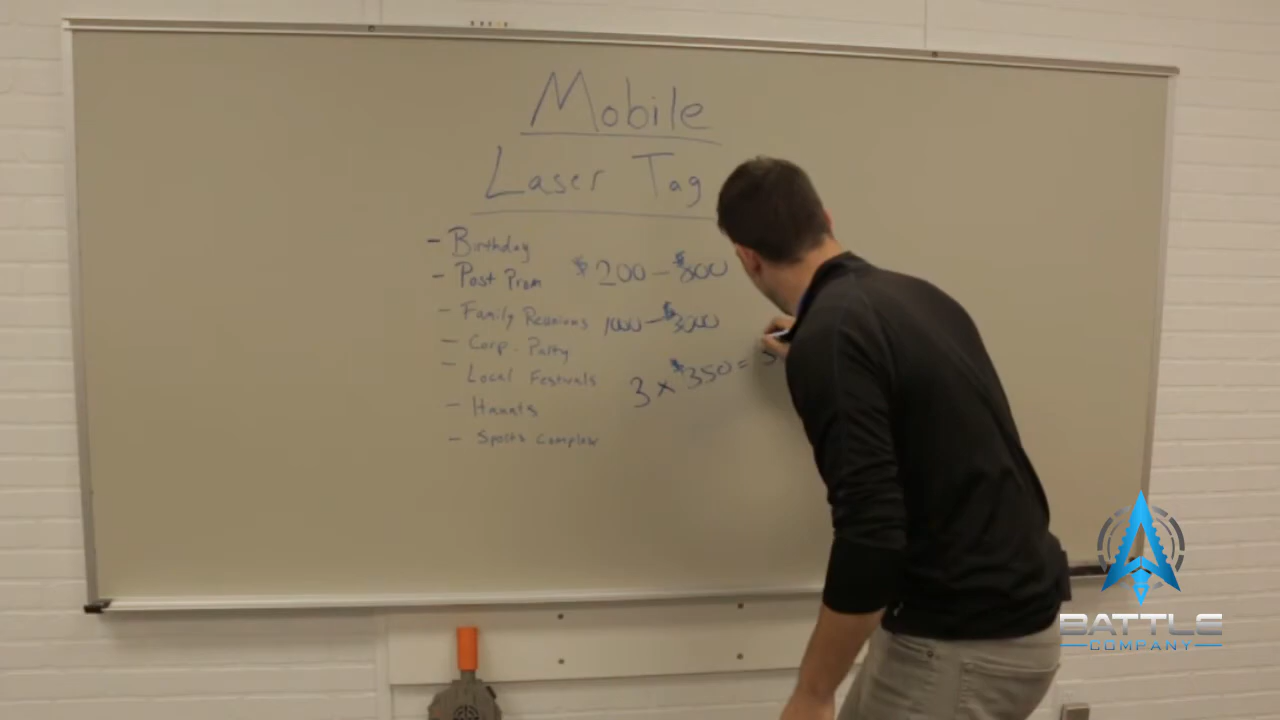 Mobile
Laser Tag
- Birthday
- Post Prom $200 - $800
- Family Reunions 1000 - $3000
- Corp. Party
- Local Festivals 3 x $350 =
- Haunts
- Sports Complex
BATTLE
COMPANY